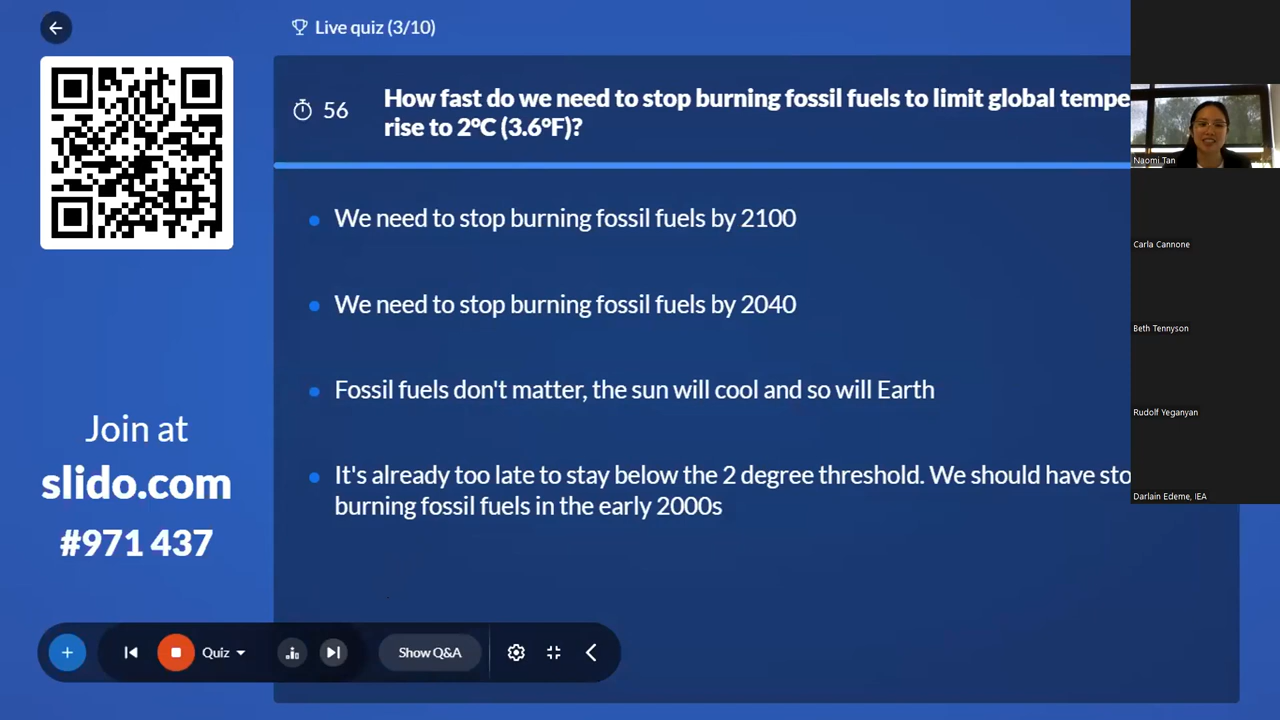 Live quiz (3/10)
56
How fast do we need to stop burning fossil fuels to limit global tempe
rise to 2ºC (3.6ºF)?
We need to stop burning fossil fuels by 2100
We need to stop burning fossil fuels by 2040
Fossil fuels don't matter, the sun will cool and so will Earth
It's already too late to stay below the 2 degree threshold. We should have sto
burning fossil fuels in the early 2000s
Join at
slido.com
#971 437
Quiz
Show Q&A
Naomi Tan
Carla Cannone
Beth Tennyson
Rudolf Yeganyan
Darlain Edeme, IEA